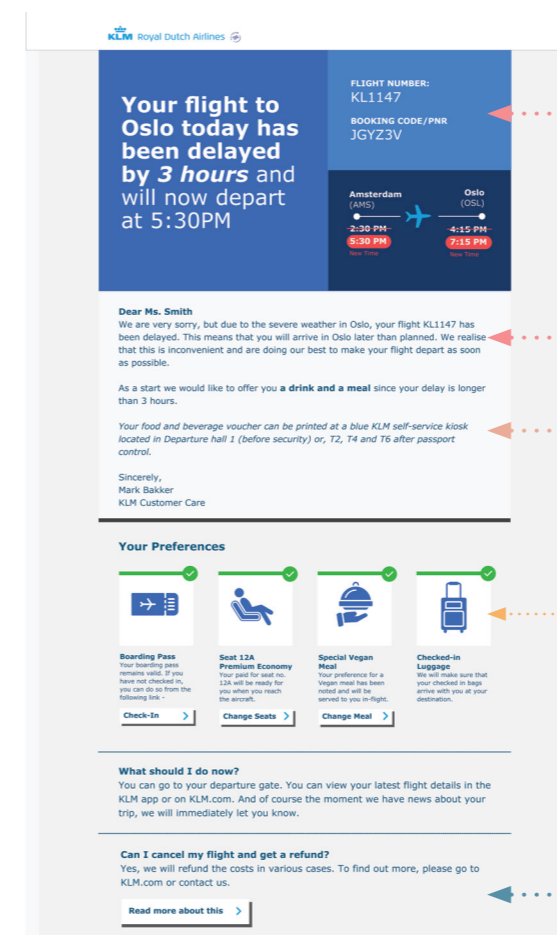 KLM Royal Dutch Airlines
Your flight to
Oslo today has
been delayed
by 3 hours and
will now depart
at 5:30PM
FLIGHT NUMBER:
KL1147
BOOKING CODE/PNR
JGYZ3V
Amsterdam
(AMS)
2:30 PM
5:30 PM
New Time
Oslo
(OSL)
4:15 PM
7:15 PM
New Time
Dear Ms. Smith
We are very sorry, but due to the severe weather in Oslo, your flight KL1147 has
been delayed. This means that you will arrive in Oslo later than planned. We realise
that this is inconvenient and are doing our best to make your flight depart as soon
as possible.
As a start we would like to offer you a drink and a meal since your delay is longer
than 3 hours.
Your food and beverage voucher can be printed at a blue KLM self-service kiosk
located in Departure hall 1 (before security) or, T2, T4 and T6 after passport
control.
Sincerely,
Mark Bakker
KLM Customer Care
Your Preferences
Boarding Pass
Your boarding pass
remains valid. If you
have not checked in,
you can do so from the
following link -
Check-In >
Seat 12A
Premium Economy
Your paid for seat no.
12A will be ready for
you when you reach
the aircraft.
Change Seats >
Special Vegan
Meal
Your preference for a
Vegan meal has been
noted and will be
served to you in-flight.
Change Meal >
Checked-in
Luggage
We will make sure that
your checked in bags
arrive with you at your
destination.
What should I do now?
You can go to your departure gate. You can view your latest flight details in the
KLM app or on KLM.com. And of course the moment we have news about your
trip, we will immediately let you know.
Can I cancel my flight and get a refund?
Yes, we will refund the costs in various cases. To find out more, please go to
KLM.com or contact us.
Read more about this >